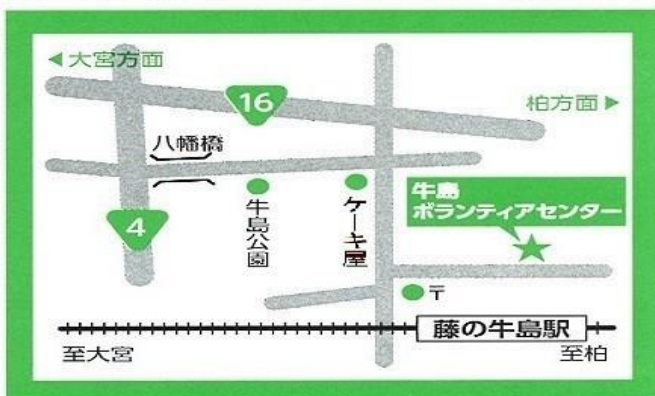 ◀大宮方面
16
柏方面▶
八幡橋
4
牛島公園
ケーキ屋
牛島
ボランティアセンター
〒
藤の牛島駅
至大宮
至柏